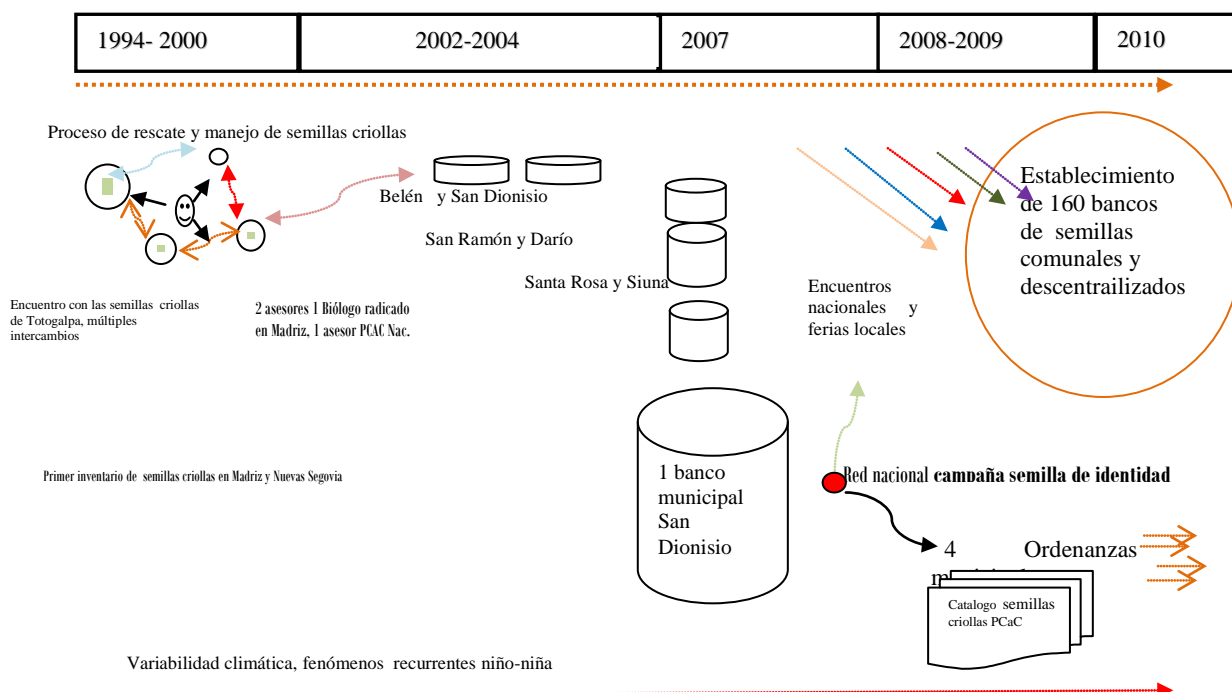 1994- 2000
2002-2004
2007
2008-2009
2010
Proceso de rescate y manejo de semillas criollas
Belén y San Dionisio
San Ramón y Darío
Santa Rosa y Siuna
Encuentro con las semillas criollas
de Totogalpa, múltiples
intercambios
2 asesores 1 Biólogo radicado
en Madriz, 1 asesor PCAC Nac.
Encuentros
nacionales y
ferias locales
Establecimiento
de 160 bancos
de semillas
comunales y
descentrailizados
Primer inventario de semillas criollas en Madriz y Nuevas Segovia
1 banco
municipal
San
Dionisio
Red nacional campaña semilla de identidad
4 Ordenanzas
Catalogo semillas
criollas PCaC
Variabilidad climática, fenómenos recurrentes niño-niña